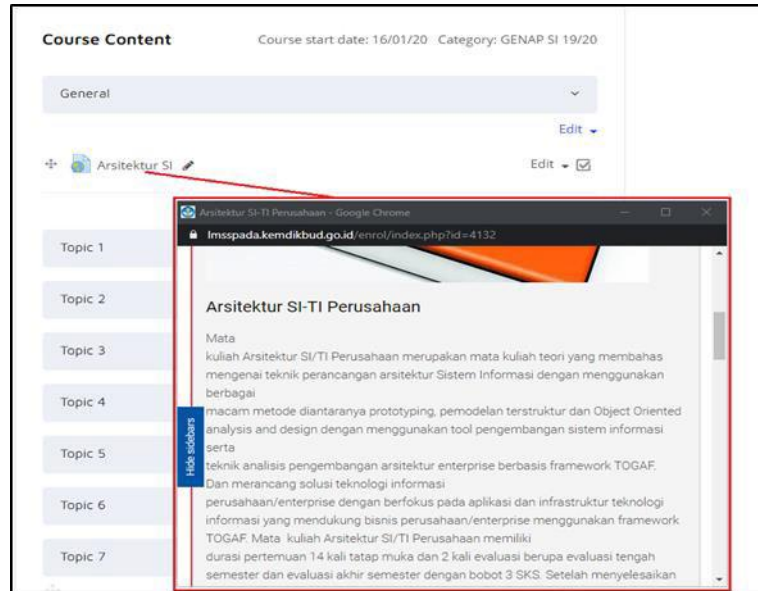 Course Content
Course start date: 16/01/20 Category: GENAP SI 19/20
General
Edit
Arsitektur SI
Edit
Topic 1
Topic 2
Topic 3
Topic 4
Topic 5
Topic 6
Topic 7
Arsitektur SI-TI Perusahaan - Google Chrome
lmsspada.kemdikbud.go.id/enrol/index.php?id=4132
Hide sidebars
Arsitektur SI-TI Perusahaan
Mata
kuliah Arsitektur SI/TI Perusahaan merupakan mata kuliah teori yang membahas
mengenai teknik perancangan arsitektur Sistem Informasi dengan menggunakan
berbagai
macam metode diantaranya prototyping, pemodelan terstruktur dan Object Oriented
analysis and design dengan menggunakan tool pengembangan sistem informasi
serta
teknik analisis pengembangan arsitektur enterprise berbasis framework TOGAF.
Dan merancang solusi teknologi informasi
perusahaan/enterprise dengan berfokus pada aplikasi dan infrastruktur teknologi
informasi yang mendukung bisnis perusahaan/enterprise menggunakan framework
TOGAF. Mata kuliah Arsitektur SI/TI Perusahaan memiliki
durasi pertemuan 14 kali tatap muka dan 2 kali evaluasi berupa evaluasi tengah
semester dan evaluasi akhir semester dengan bobot 3 SKS. Setelah menyelesaikan